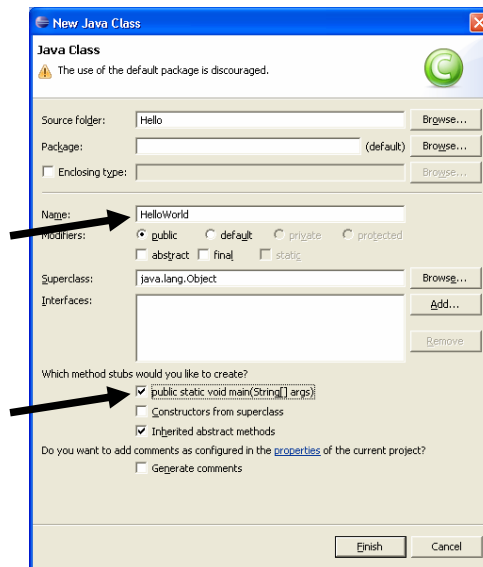 New Java Class
Java Class
The use of the default package is discouraged.
Source folder: Hello Browse...
Package: (default) Browse...
Enclosing type: Browse...
Name: HelloWorld
Modifiers: public default private protected
abstract final static
Superclass: java.lang.Object Browse...
Interfaces: Add...
Remove
Which method stubs would you like to create?
public static void main(String[] args)
Constructors from superclass
Inherited abstract methods
Do you want to add comments as configured in the properties of the current project?
Generate comments
Finish Cancel